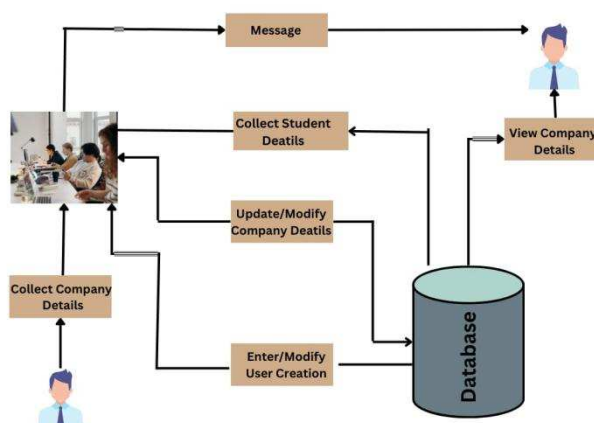 Message
Collect Student
Deatils
View Company
Details
Update/Modify
Company Deatils
Collect Company
Details
Enter/Modify
User Creation
Database